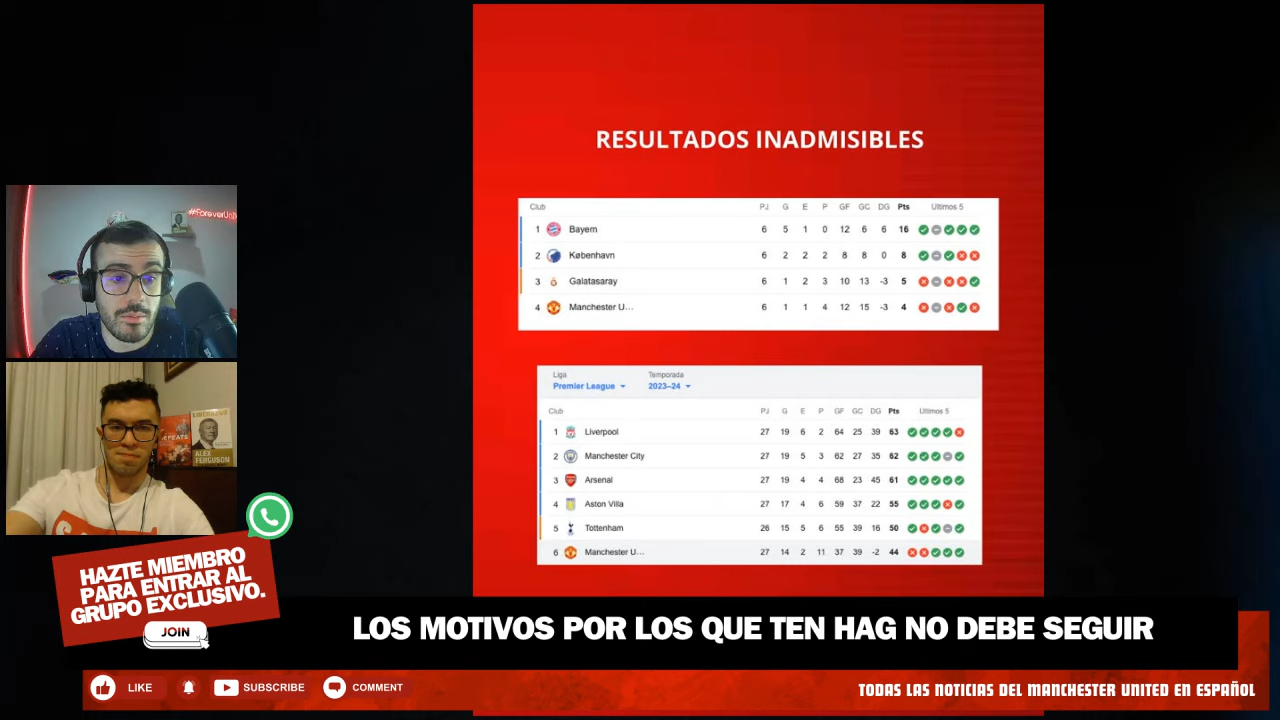 RESULTADOS INADMISIBLES
Club PJ G E P GF GC DG Pts Últimos 5
1 Bayern 6 5 1 0 12 6 6 16
2 København 6 2 2 2 8 8 0 8
3 Galatasaray 6 1 2 3 10 13 -3 5
4 Manchester U... 6 1 1 4 12 15 -3 4
Liga Temporada
Premier League 2023–24
Club PJ G E P GF GC DG Pts Últimos 5
1 Liverpool 27 19 6 2 64 25 39 63
2 Manchester City 27 19 5 3 62 27 35 62
3 Arsenal 27 19 4 4 68 23 45 61
4 Aston Villa 27 17 4 6 59 37 22 55
5 Tottenham 26 15 5 6 55 39 16 50
6 Manchester U... 27 14 2 11 37 39 -2 44
#ForeverUni
ALEX
FERGUSON
HAZTE MIEMBRO
PARA ENTRAR AL
GRUPO EXCLUSIVO.
JOIN
LOS MOTIVOS POR LOS QUE TEN HAG NO DEBE SEGUIR
LIKE
SUBSCRIBE
COMMENT
TODAS LAS NOTICIAS DEL MANCHESTER UNITED EN ESPAÑOL